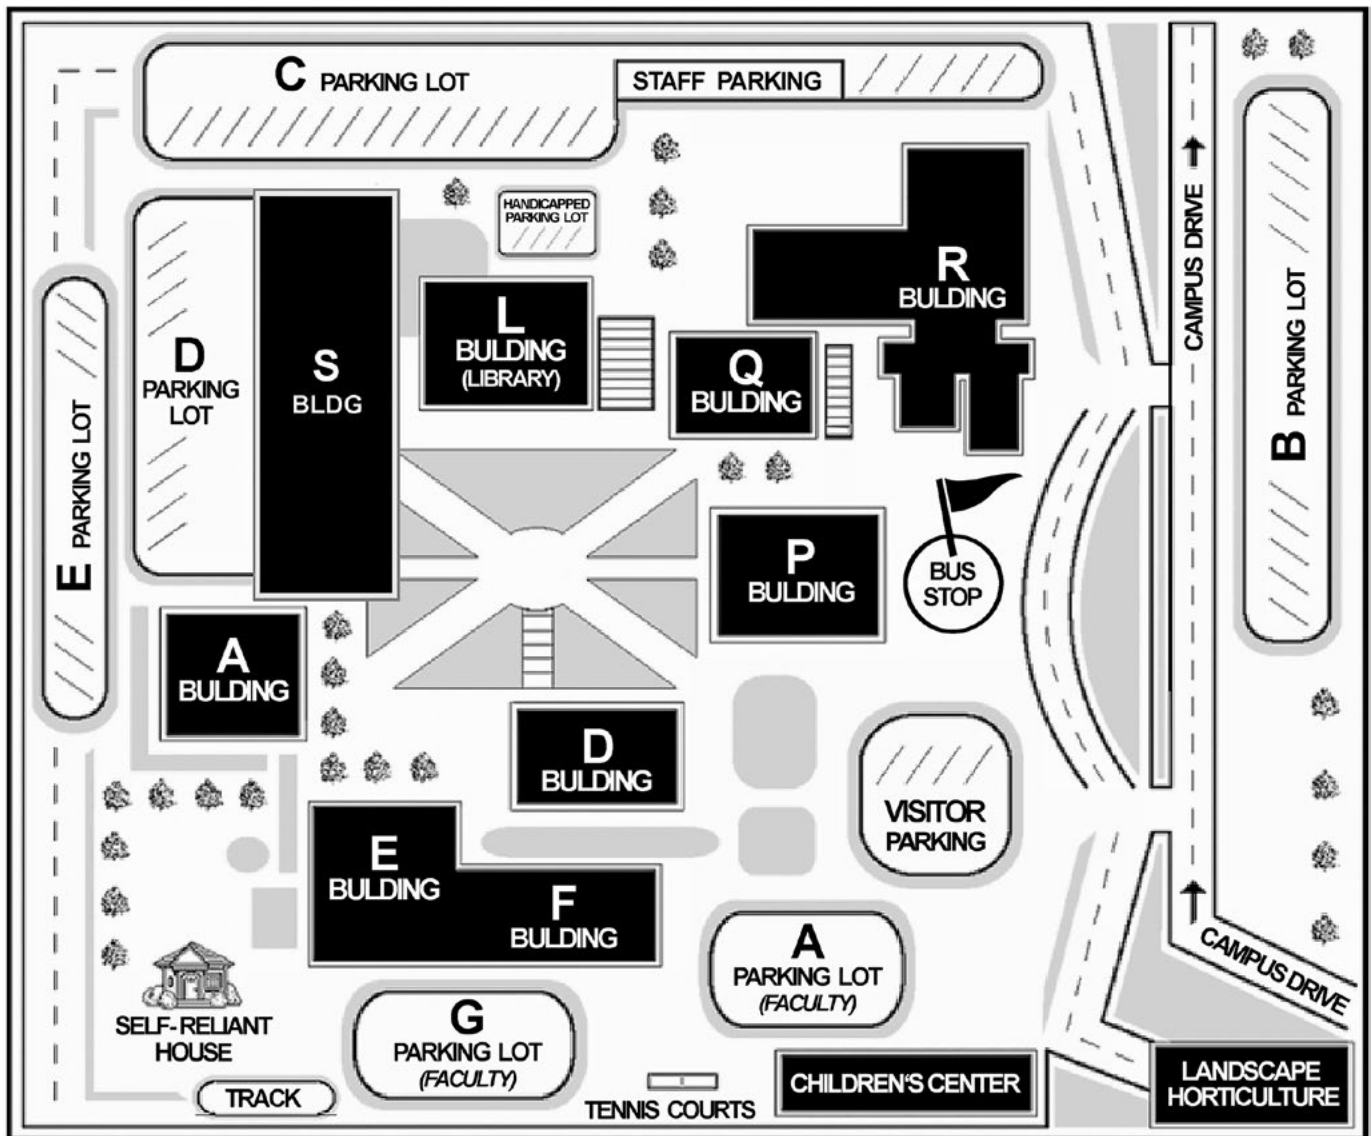 C PARKING LOT
STAFF PARKING
HANDICAPPED
PARKING LOT
CAMPUS DRIVE
B PARKING LOT
R
BULDING
L
BULDING
(LIBRARY)
Q
BULDING
S
BLDG
D
PARKING
LOT
E PARKING LOT
P
BULDING
BUS
STOP
A
BULDING
D
BULDING
VISITOR
PARKING
E
BULDING
F
BULDING
A
PARKING LOT
(FACULTY)
CAMPUS DRIVE
SELF-RELIANT
HOUSE
G
PARKING LOT
(FACULTY)
TRACK
TENNIS COURTS
CHILDREN'S CENTER
LANDSCAPE
HORTICULTURE